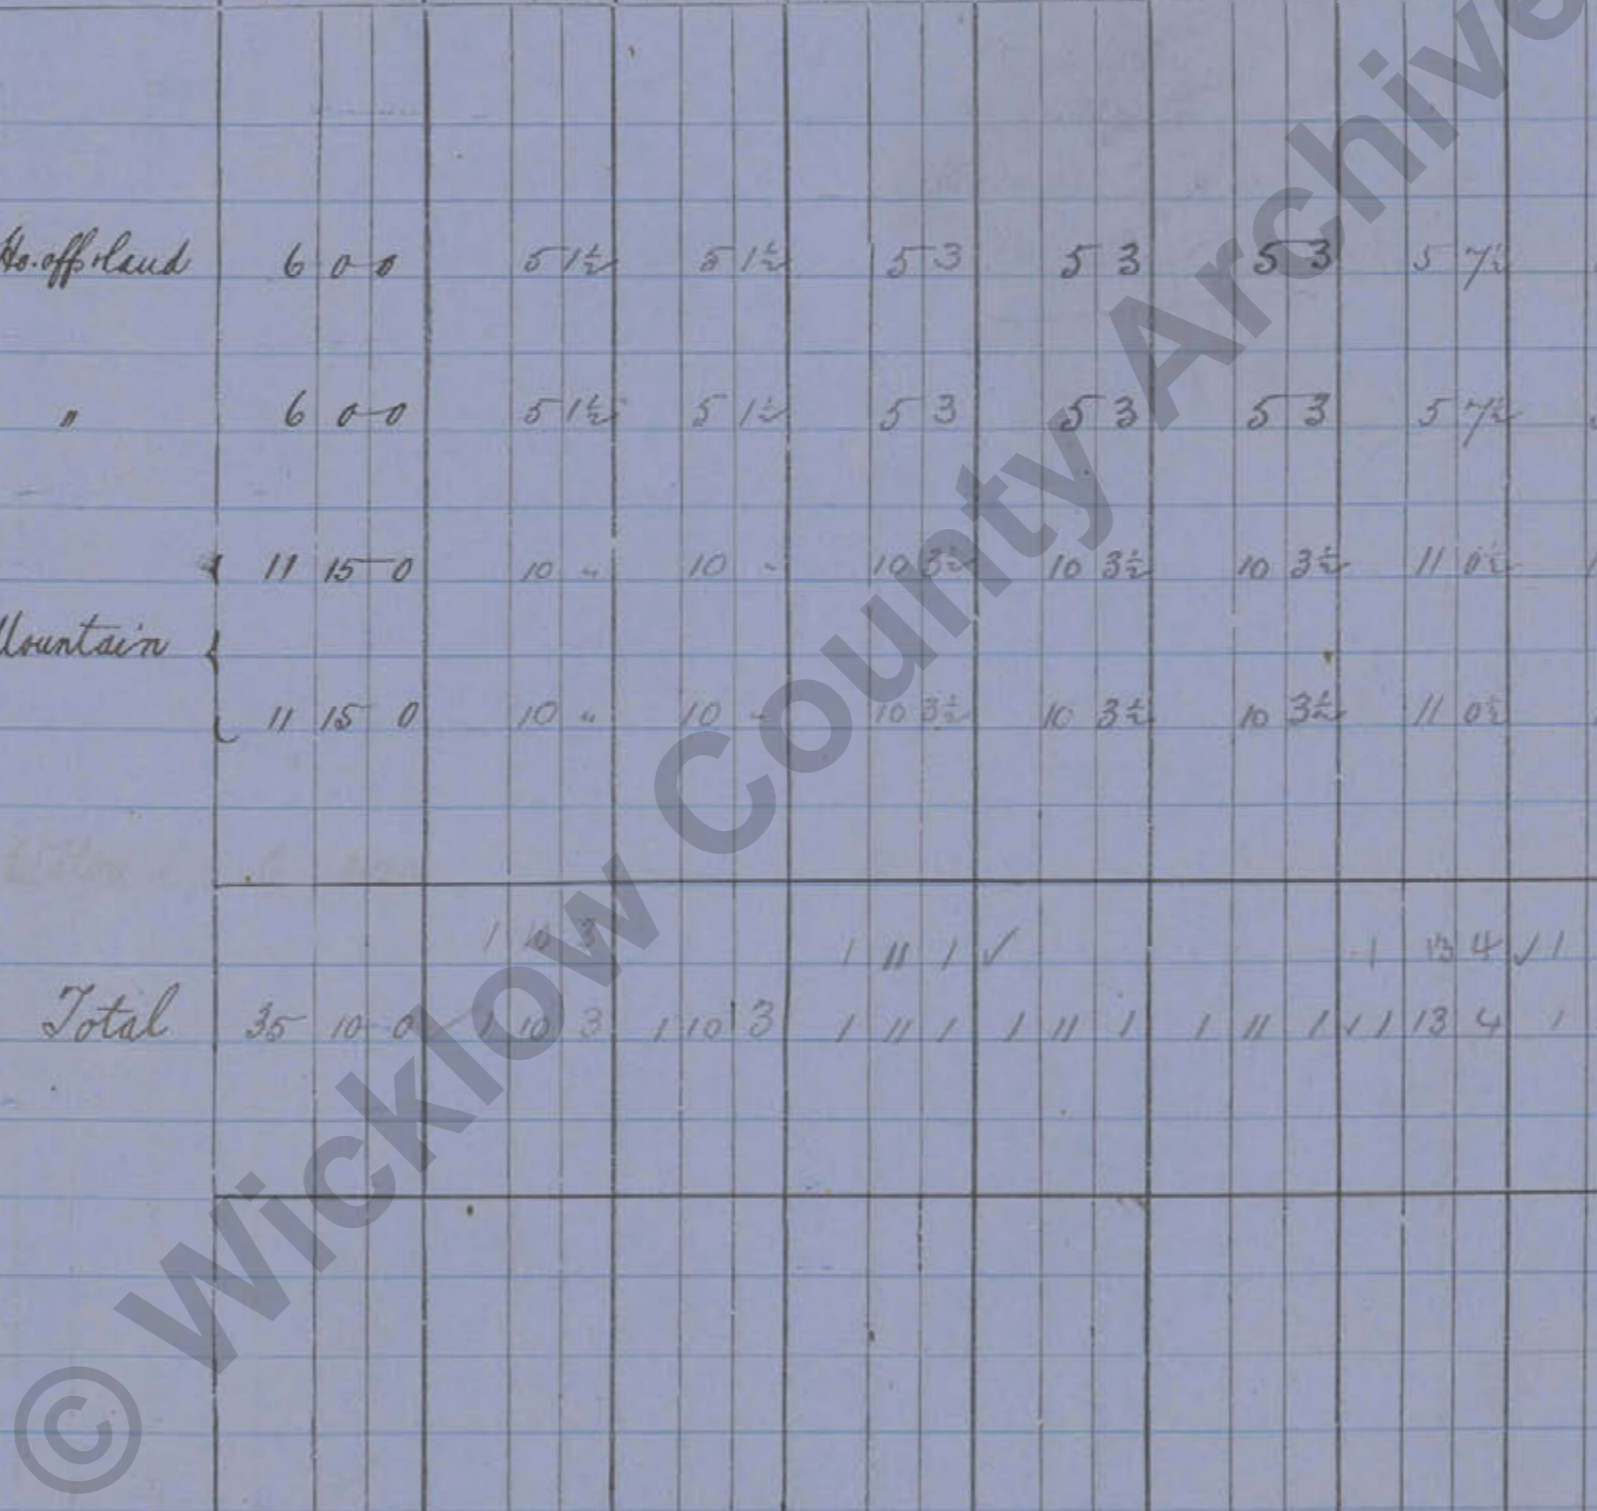 Ho. offs & land 6 0 0 5 1½ 5 1½ 5 3 5 3 5 3 5 7½
" 6 0 0 5 1½ 5 1½ 5 3 5 3 5 3 5 7½
{ 11 15 0 10 " 10 " 10 3½ 10 3½ 10 3½ 11 0½
Mountain
11 15 0 10 " 10 " 10 3½ 10 3½ 10 3½ 11 0½
1 10 3 1 11 1 ✓ 1 13 4 ✓ 1
Total 35 10 0 1 10 3 1 10 3 1 11 1 1 11 1 1 11 1 ✓ 1 13 4 1
© Wicklow County Archive